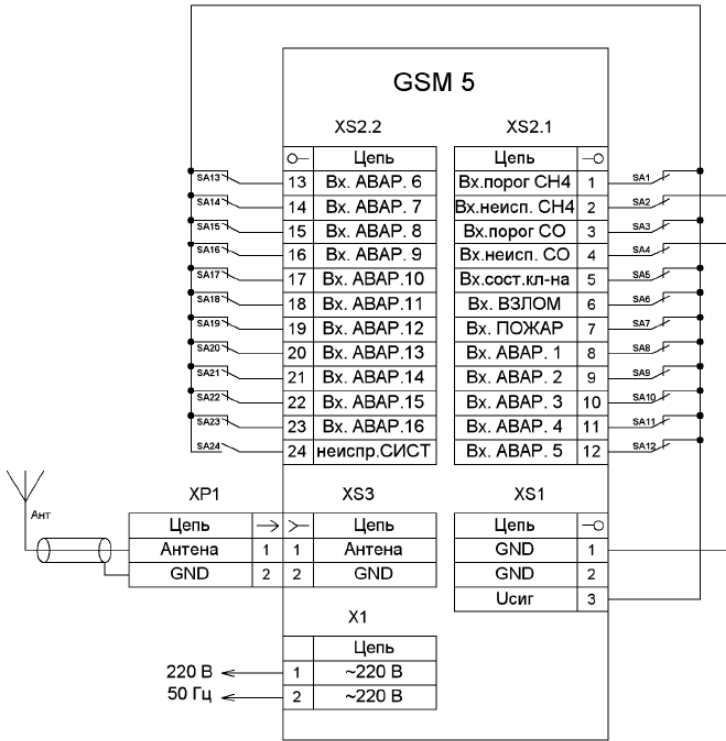 GSM 5
XS2.2
Цепь
SA13 13 Вх. АВАР. 6
SA14 14 Вх. АВАР. 7
SA15 15 Вх. АВАР. 8
SA16 16 Вх. АВАР. 9
SA17 17 Вх. АВАР.10
SA18 18 Вх. АВАР.11
SA19 19 Вх. АВАР.12
SA20 20 Вх. АВАР.13
SA21 21 Вх. АВАР.14
SA22 22 Вх. АВАР.15
SA23 23 Вх. АВАР.16
SA24 24 неиспр.СИСТ
XS2.1
Цепь
Вх.порог СН4 1 SA1
Вх.неисп. СН4 2 SA2
Вх.порог СО 3 SA3
Вх.неисп. СО 4 SA4
Вх.сост.кл-на 5 SA5
Вх. ВЗЛОМ 6 SA6
Вх. ПОЖАР 7 SA7
Вх. АВАР. 1 8 SA8
Вх. АВАР. 2 9 SA9
Вх. АВАР. 3 10 SA10
Вх. АВАР. 4 11 SA11
Вх. АВАР. 5 12 SA12
Ант
XP1
Цепь
Антена 1
GND 2
XS3
Цепь
1 Антена
2 GND
XS1
Цепь
GND 1
GND 2
Uсиг 3
X1
Цепь
220 В 1 ~220 В
50 Гц 2 ~220 В